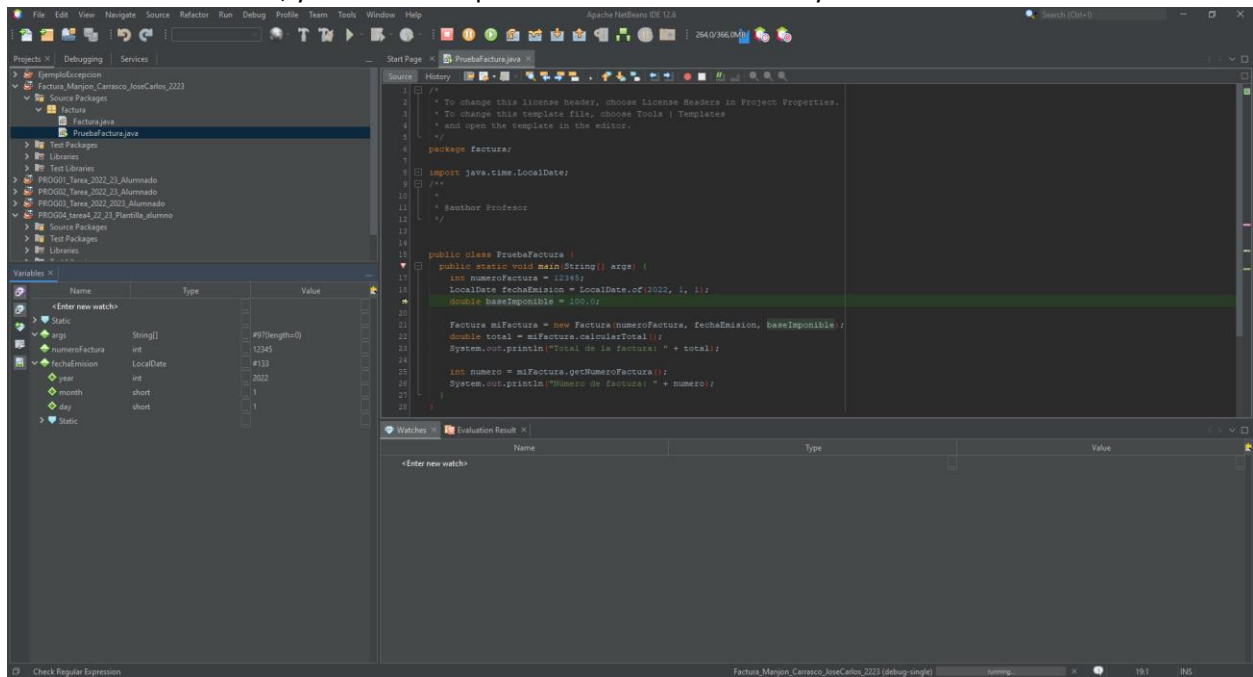 File Edit View Navigate Source Refactor Run Debug Profile Team Tools Window Help Apache NetBeans IDE 12.6 Search (Ctrl+I)
264,0/366,0MB
Projects Debugging Services
EjemploExcepcion
Factura_Manjon_Carrasco_JoseCarlos_2223
Source Packages
factura
Factura.java
PruebaFactura.java
Test Packages
Libraries
Test Libraries
PROG01_Tarea_2022_23_Alumnado
PROG02_Tarea_2022_23_Alumnado
PROG03_Tarea_2022_2023_Alumnado
PROG04_tarea4_22_23_Plantilla_alumno
Source Packages
Test Packages
Libraries
Variables
Name Type Value
<Enter new watch>
Static
args String[] #97(length=0)
numeroFactura int 12345
fechaEmision LocalDate #133
year int 2022
month short 1
day short 1
Static
Start Page PruebaFactura.java
Source History
1 /*
2 * To change this license header, choose License Headers in Project Properties.
3 * To change this template file, choose Tools | Templates
4 * and open the template in the editor.
5 */
6 package factura;
7
8 import java.time.LocalDate;
9 /**
10 *
11 * @author Profesor
12 */
13
14
15 public class PruebaFactura {
public static void main(String[] args) {
17 int numeroFactura = 12345;
18 LocalDate fechaEmision = LocalDate.of(2022, 1, 1);
double baseImponible = 100.0;
20
21 Factura miFactura = new Factura(numeroFactura, fechaEmision, baseImponible);
22 double total = miFactura.calcularTotal();
23 System.out.println("Total de la factura: " + total);
24
25 int numero = miFactura.getNumeroFactura();
26 System.out.println("Número de factura: " + numero);
27 }
28 }
Watches Evaluation Result
Name Type Value
<Enter new watch>
Check Regular Expression Factura_Manjon_Carrasco_JoseCarlos_2223 (debug-single) running... 19:1 INS